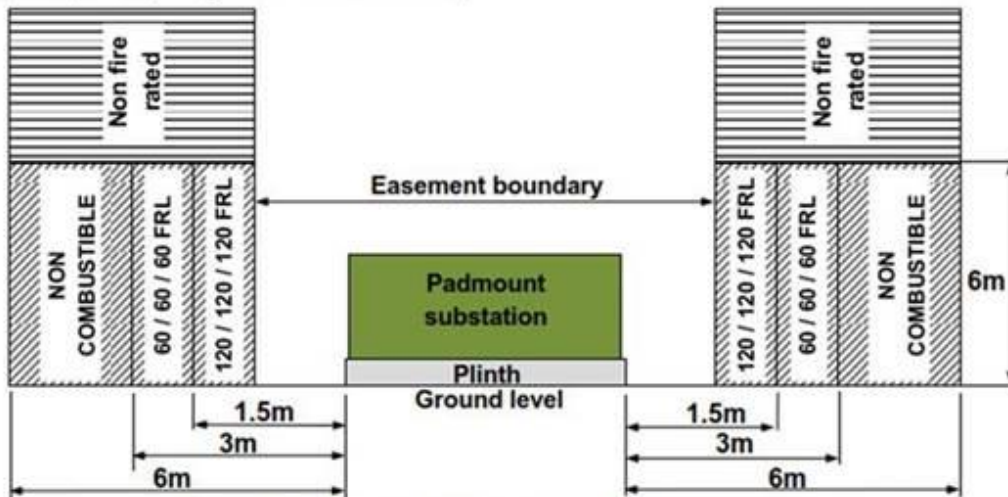 Non fire
rated
Non fire
rated
Easement boundary
NON
COMBUSTIBLE
60 / 60 / 60 FRL
120 / 120 / 120 FRL
Padmount
substation
120 / 120 / 120 FRL
60 / 60 / 60 FRL
NON
COMBUSTIBLE
6m
Plinth
Ground level
1.5m
1.5m
3m
3m
6m
6m